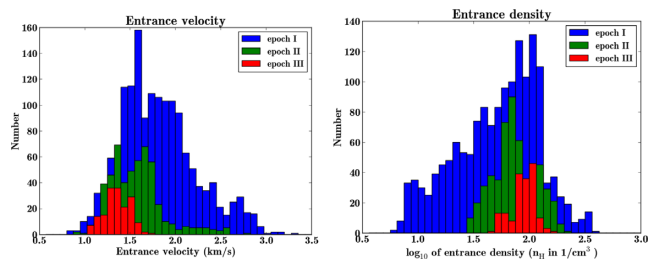 Entrance velocity
160
140
120
100
80
60
40
20
0
Number
epoch I
epoch II
epoch III
0.5 1.0 1.5 2.0 2.5 3.0 3.5
Entrance velocity (km/s)
Entrance density
140
120
100
80
60
40
20
0
Number
epoch I
epoch II
epoch III
0.5 1.0 1.5 2.0 2.5 3.0
log₁₀ of entrance density (n_H in 1/cm³)